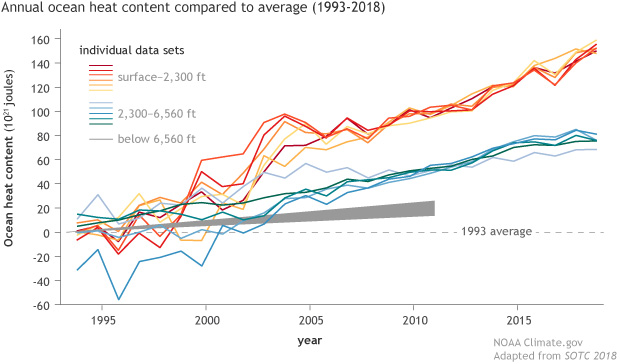 Annual ocean heat content compared to average (1993-2018)
160
140
120
100
80
60
40
20
0
-20
-40
-60
Ocean heat content (10²¹ joules)
individual data sets
surface–2,300 ft
2,300–6,560 ft
below 6,560 ft
1993 average
1995
2000
2005
2011
2015
year
NOAA Climate.gov
Adapted from SOTC 2018